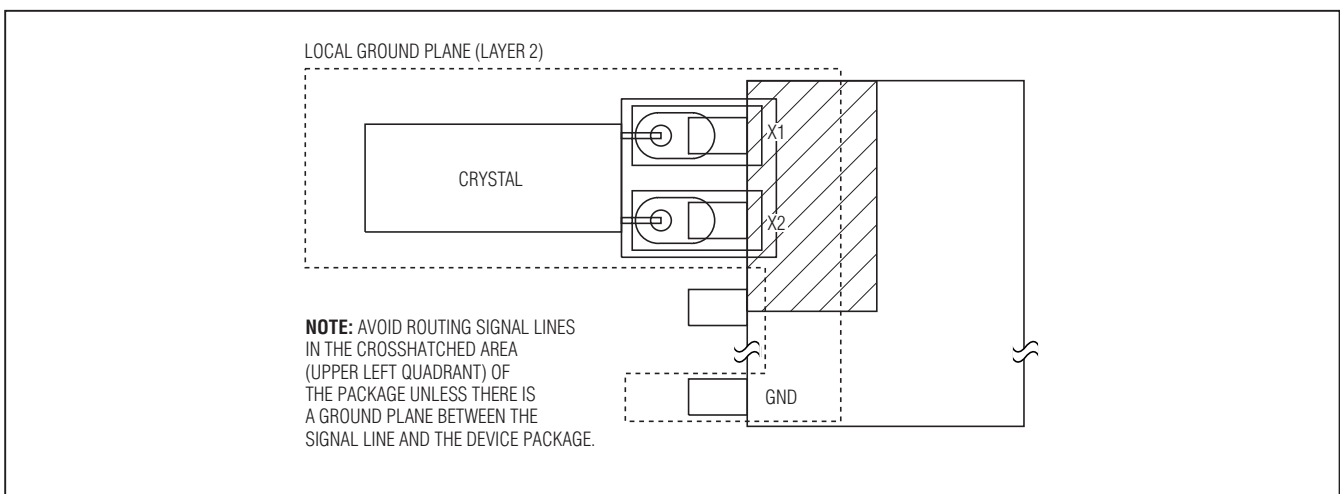 LOCAL GROUND PLANE (LAYER 2)
X1
CRYSTAL
X2
NOTE: AVOID ROUTING SIGNAL LINES
IN THE CROSSHATCHED AREA
(UPPER LEFT QUADRANT) OF
THE PACKAGE UNLESS THERE IS
A GROUND PLANE BETWEEN THE
SIGNAL LINE AND THE DEVICE PACKAGE.
GND